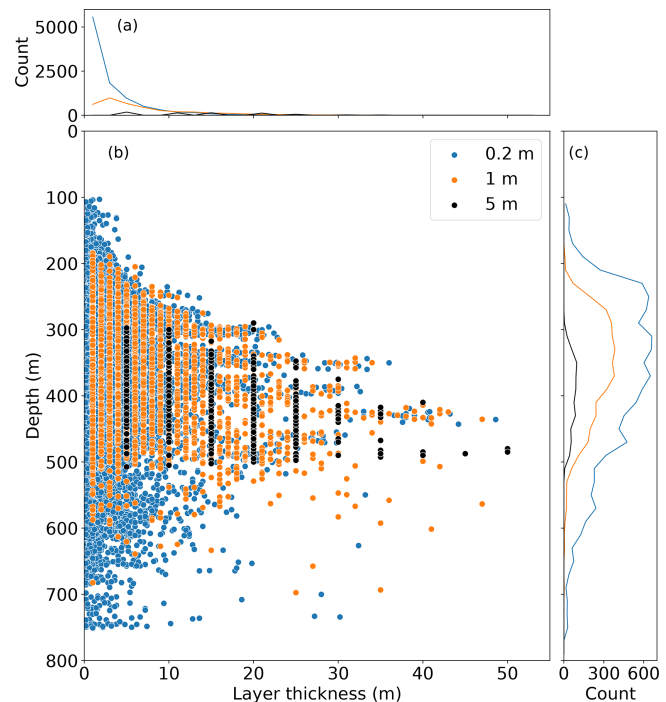 (a)
Count
5000
2500
0
(b)
0.2 m
1 m
5 m
(c)
Depth (m)
0
100
200
300
400
500
600
700
800
0 10 20 30 40 50
Layer thickness (m)
0 300 600
Count